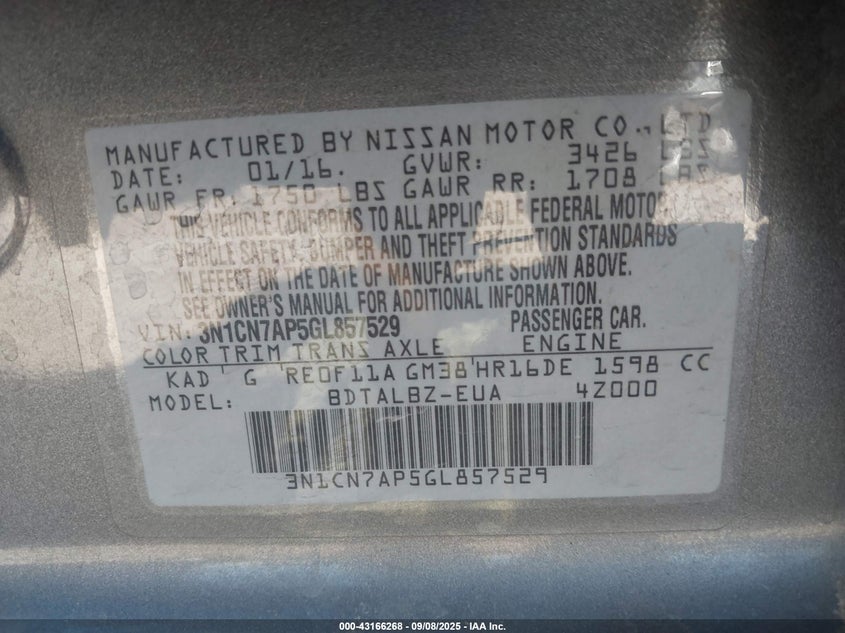 MANUFACTURED BY NISSAN MOTOR CO., LTD
DATE: 01/16. GVWR: 3426 LBS
GAWR FR: 1750 LBS GAWR RR: 1708 LBS
THIS VEHICLE CONFORMS TO ALL APPLICABLE FEDERAL MOTOR
VEHICLE SAFETY, BUMPER AND THEFT PREVENTION STANDARDS
IN EFFECT ON THE DATE OF MANUFACTURE SHOWN ABOVE.
SEE OWNER'S MANUAL FOR ADDITIONAL INFORMATION.
VIN: 3N1CN7AP5GL857529 PASSENGER CAR.
COLOR TRIM TRANS AXLE ENGINE
KAD G RE0F11A GM38 HR16DE 1598 CC
MODEL: BDTALBZ-EUA 4Z000
3N1CN7AP5GL857529
000-43166268 - 09/08/2025 - IAA Inc.